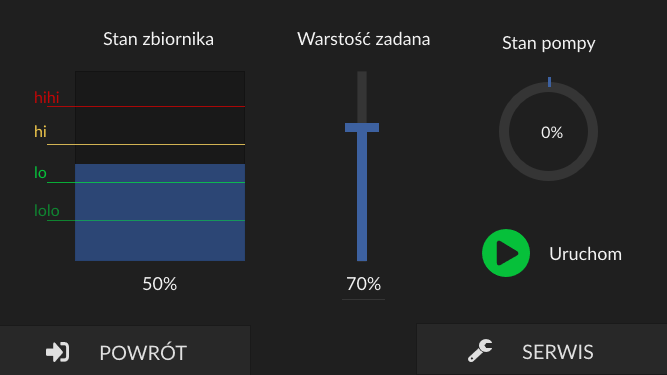 Stan zbiornika
Warstość zadana
Stan pompy
hihi
hi
lo
lolo
0%
Uruchom
50%
70%
POWRÓT
SERWIS